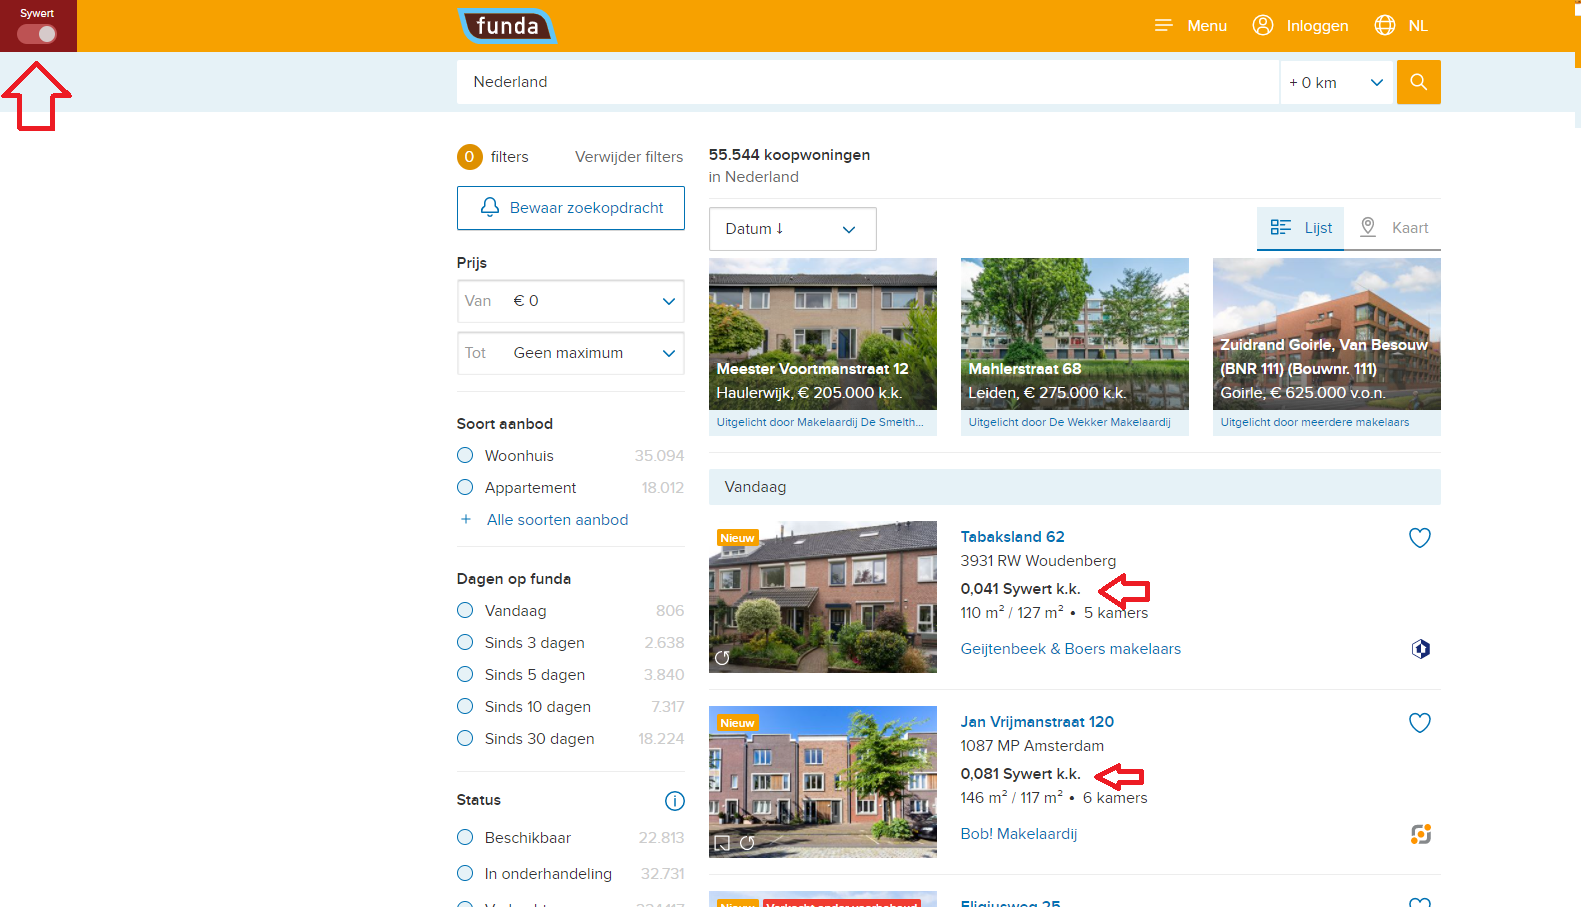 Sywert
funda
Menu
Inloggen
NL
Nederland
+ 0 km
0 filters
Verwijder filters
55.544 koopwoningen
in Nederland
Bewaar zoekopdracht
Datum ↓
Lijst
Kaart
Prijs
Van € 0
Tot Geen maximum
Meester Voortmanstraat 12
Haulerwijk, € 205.000 k.k.
Uitgelicht door Makelaardij De Smelth...
Mahlerstraat 68
Leiden, € 275.000 k.k.
Uitgelicht door De Wekker Makelaardij
Zuidrand Goirle, Van Besouw
(BNR 111) (Bouwnr. 111)
Goirle, € 625.000 v.o.n.
Uitgelicht door meerdere makelaars
Soort aanbod
Woonhuis 35.094
Appartement 18.012
+ Alle soorten aanbod
Dagen op funda
Vandaag 806
Sinds 3 dagen 2.638
Sinds 5 dagen 3.840
Sinds 10 dagen 7.317
Sinds 30 dagen 18.224
Status
Beschikbaar 22.813
In onderhandeling 32.731
Vandaag
Nieuw
Tabaksland 62
3931 RW Woudenberg
0,041 Sywert k.k.
110 m² / 127 m² • 5 kamers
Geijtenbeek & Boers makelaars
Nieuw
Jan Vrijmanstraat 120
1087 MP Amsterdam
0,081 Sywert k.k.
146 m² / 117 m² • 6 kamers
Bob! Makelaardij
Nieuw
Verkocht onder voorbehoud
Eligiusweg 25